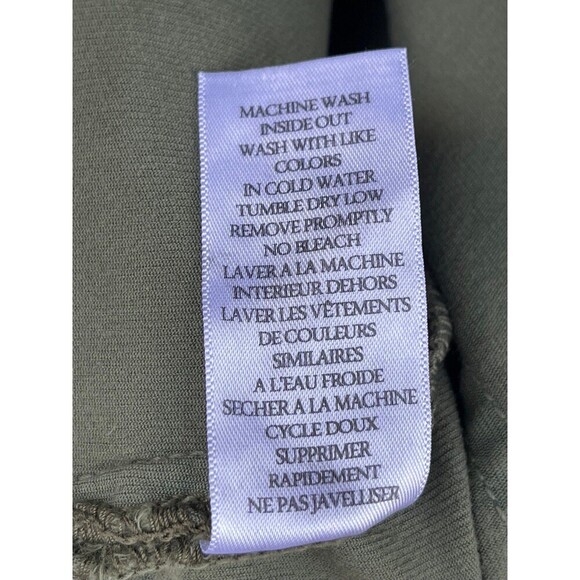 MACHINE WASH
INSIDE OUT
WASH WITH LIKE
COLORS
IN COLD WATER
TUMBLE DRY LOW
REMOVE PROMPTLY
NO BLEACH
LAVER A LA MACHINE
INTERIEUR DEHORS
LAVER LES VÊTEMENTS
DE COULEURS
SIMILAIRES
A L'EAU FROIDE
SECHER A LA MACHINE
CYCLE DOUX
SUPPRIMER
RAPIDEMENT
NE PAS JAVELLISER